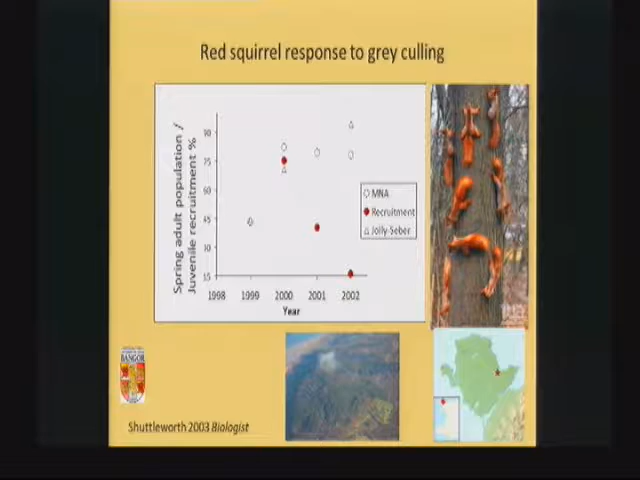 Red squirrel response to grey culling
Spring adult population /
Juvenile recruitment %
90
75
60
45
30
15
1998 1999 2000 2001 2002
Year
MNA
Recruitment
Jolly-Seber
BANGOR
Shuttleworth 2003 Biologist